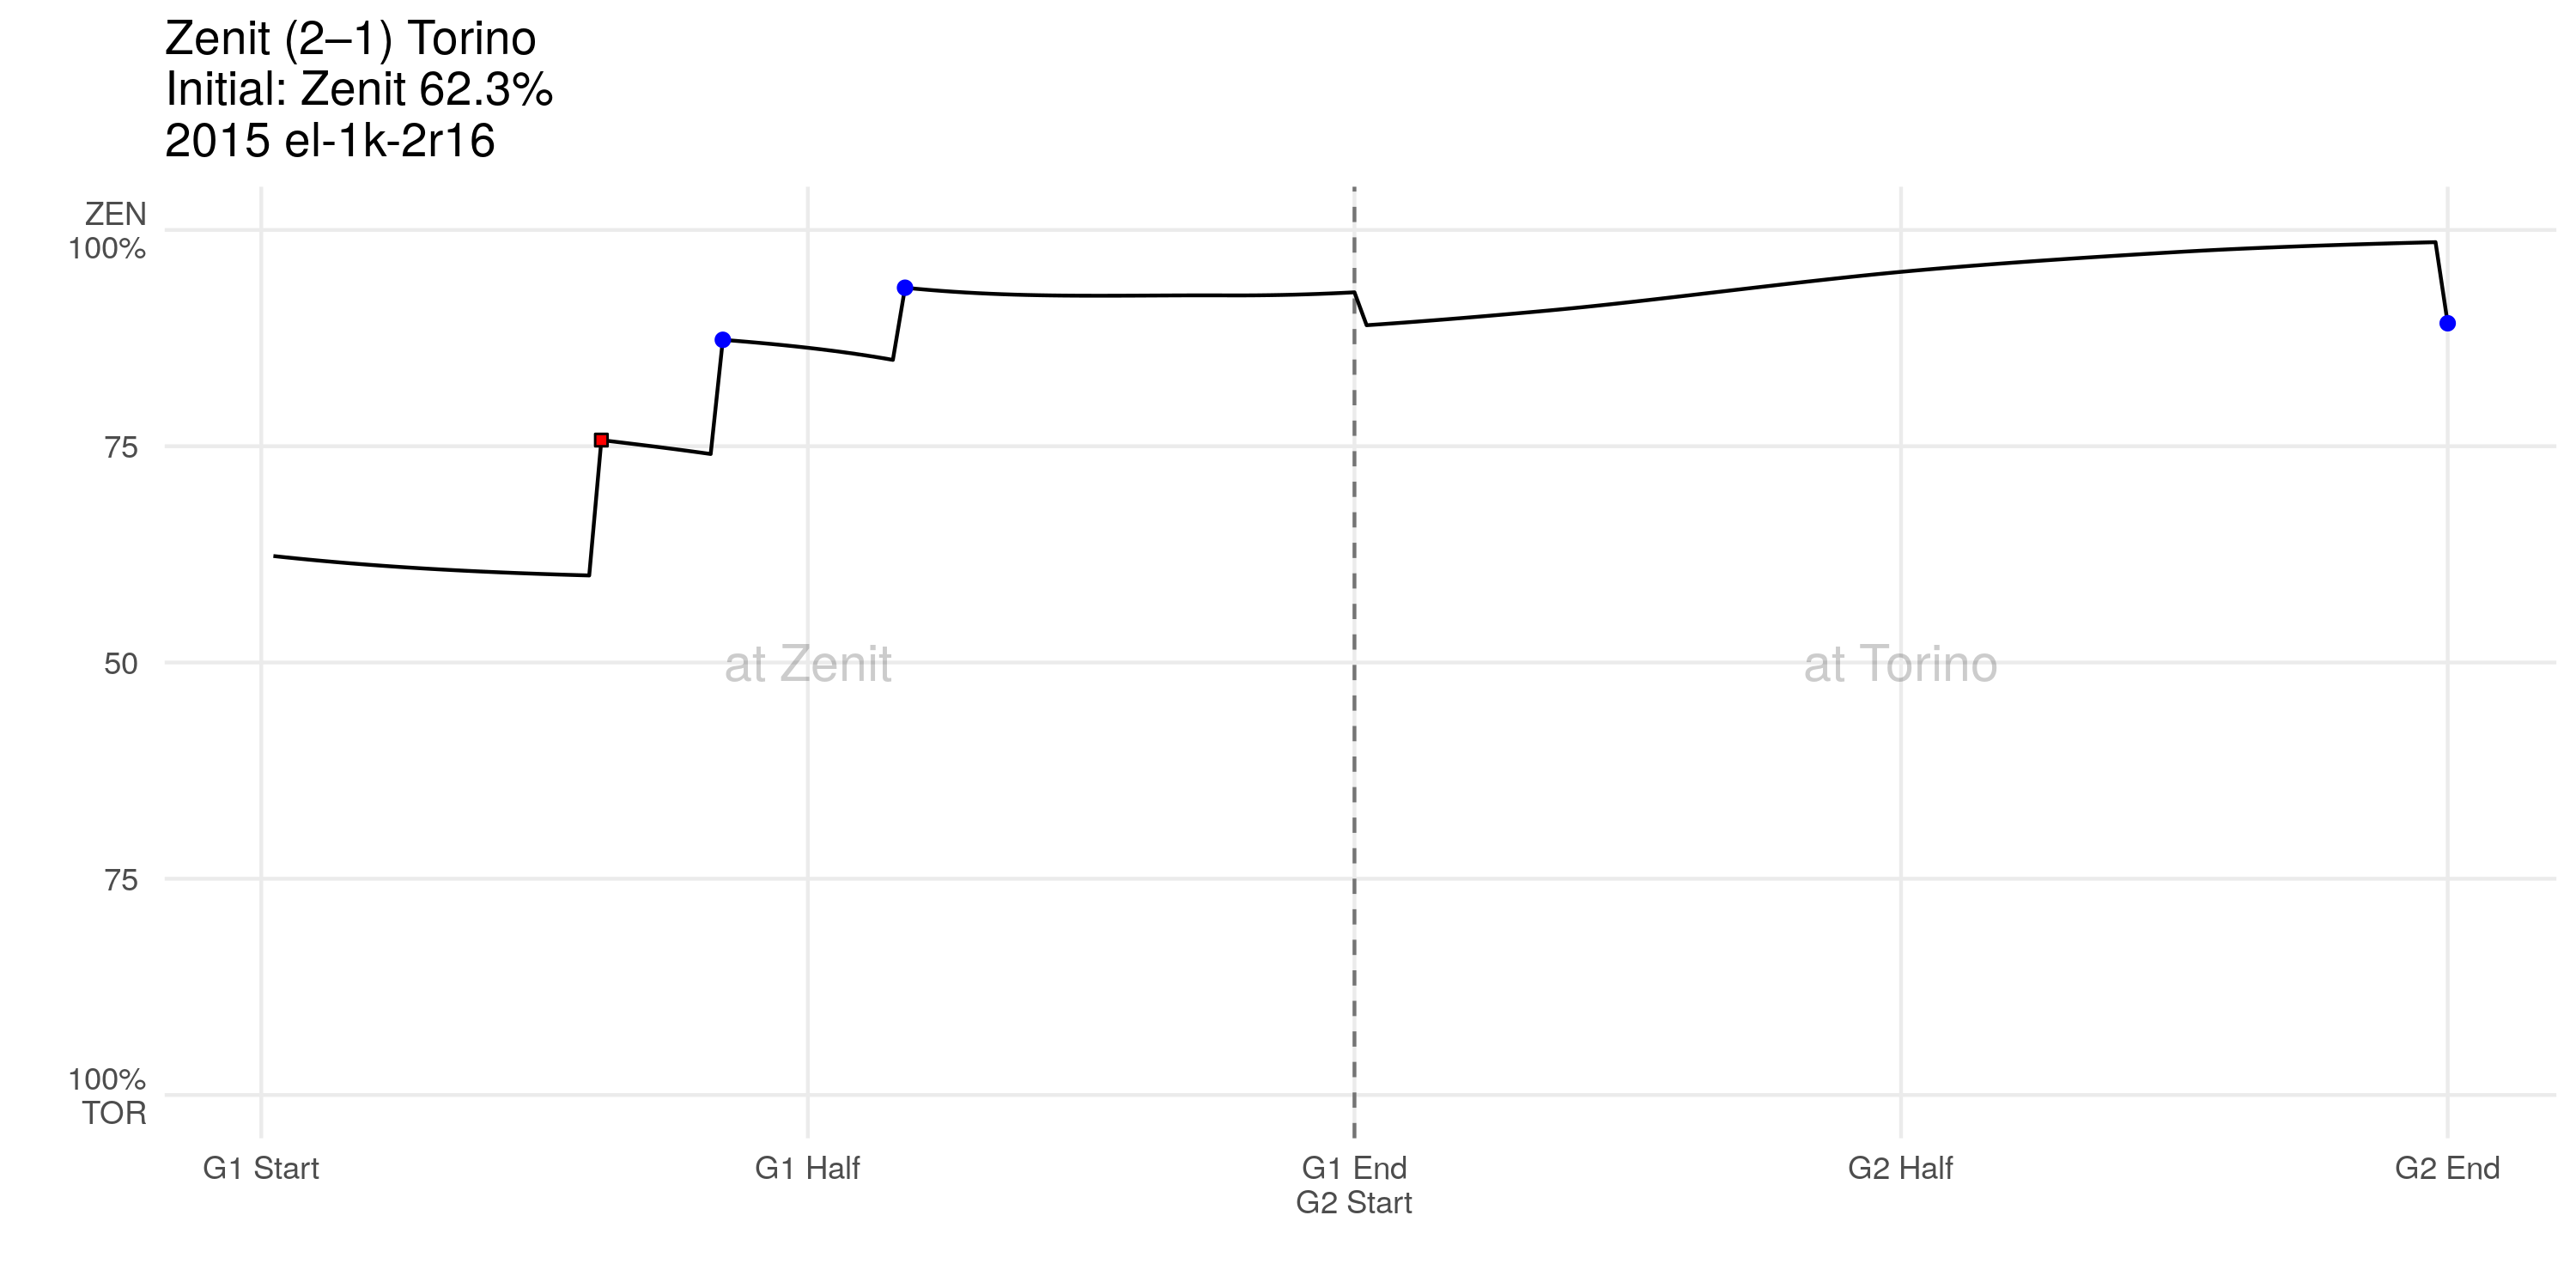 Zenit (2–1) Torino
Initial: Zenit 62.3%
2015 el-1k-2r16
ZEN
100%
75
50
75
100%
TOR
at Zenit
at Torino
G1 Start
G1 Half
G1 End
G2 Start
G2 Half
G2 End